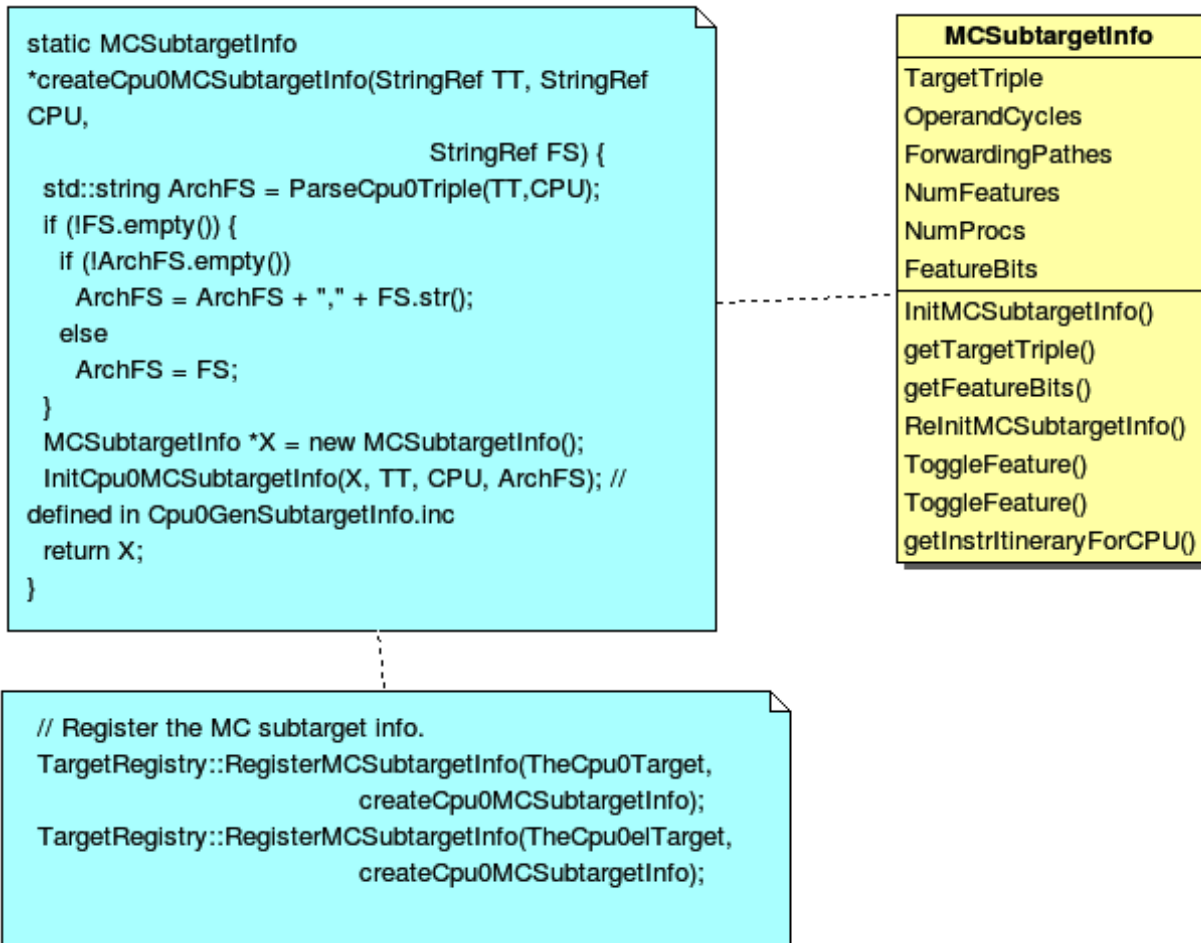 static MCSubtargetInfo
*createCpu0MCSubtargetInfo(StringRef TT, StringRef
CPU,
StringRef FS) {
std::string ArchFS = ParseCpu0Triple(TT,CPU);
if (!FS.empty()) {
if (!ArchFS.empty())
ArchFS = ArchFS + "," + FS.str();
else
ArchFS = FS;
}
MCSubtargetInfo *X = new MCSubtargetInfo();
InitCpu0MCSubtargetInfo(X, TT, CPU, ArchFS); //
defined in Cpu0GenSubtargetInfo.inc
return X;
}
MCSubtargetInfo
TargetTriple
OperandCycles
ForwardingPathes
NumFeatures
NumProcs
FeatureBits
InitMCSubtargetInfo()
getTargetTriple()
getFeatureBits()
ReInitMCSubtargetInfo()
ToggleFeature()
ToggleFeature()
getInstrItineraryForCPU()
// Register the MC subtarget info.
TargetRegistry::RegisterMCSubtargetInfo(TheCpu0Target,
createCpu0MCSubtargetInfo);
TargetRegistry::RegisterMCSubtargetInfo(TheCpu0elTarget,
createCpu0MCSubtargetInfo);